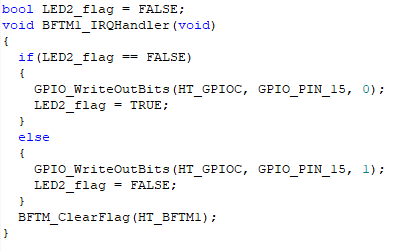 bool LED2_flag = FALSE;
void BFTM1_IRQHandler(void)
{
  if(LED2_flag == FALSE)
  {
    GPIO_WriteOutBits(HT_GPIOC, GPIO_PIN_15, 0);
    LED2_flag = TRUE;
  }
  else
  {
    GPIO_WriteOutBits(HT_GPIOC, GPIO_PIN_15, 1);
    LED2_flag = FALSE;
  }
  BFTM_ClearFlag(HT_BFTM1);
}